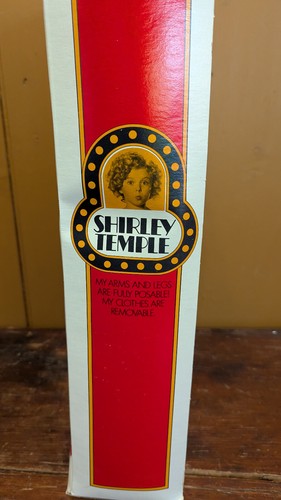 SHIRLEY
TEMPLE
MY ARMS AND LEGS
ARE FULLY POSABLE!
MY CLOTHES ARE
REMOVABLE.